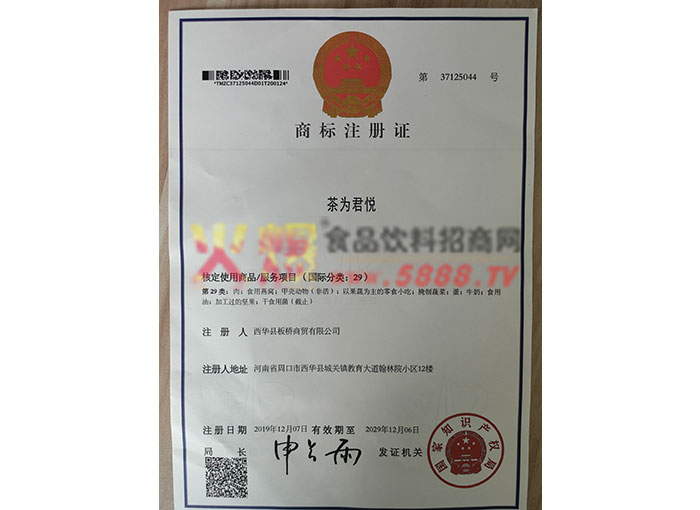 *TMZC37125044D01T200124*
第 37125044 号
商标注册证
茶为君悦
火爆®食品饮料招商网
www.5888.TV
核定使用商品/服务项目（国际分类：29）
第29类：肉；食用燕窝；甲壳动物（非活）；以果蔬为主的零食小吃；腌制蔬菜；蛋；牛奶；食用
油；加工过的坚果；干食用菌（截止）
注册人 西华县板桥商贸有限公司
注册人地址 河南省周口市西华县城关镇教育大道翰林院小区12楼
注册日期 2019年12月07日 有效期至 2029年12月06日
局长 申长雨 发证机关
国家知识产权局